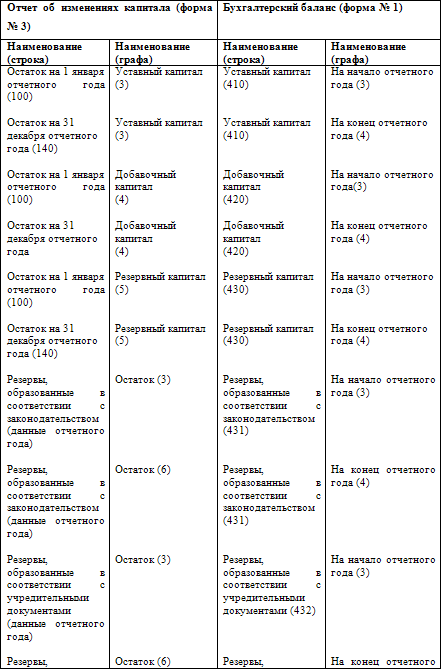 Отчет об изменениях капитала (форма
№ 3)
Бухгалтерский баланс (форма № 1)
Наименование
(строка)
Наименование
(графа)
Наименование
(строка)
Наименование
(графа)
Остаток на 1 января
отчетного года
(100)
Уставный капитал
(3)
Уставный капитал
(410)
На начало отчетного
года (3)
Остаток на 31
декабря отчетного
года (140)
Уставный капитал
(3)
Уставный капитал
(410)
На конец отчетного
года (4)
Остаток на 1 января
отчетного года
(100)
Добавочный
капитал
(4)
Добавочный
капитал
(420)
На начало отчетного
года(3)
Остаток на 31
декабря отчетного
года
Добавочный
капитал
(4)
Добавочный
капитал
(420)
На конец отчетного
года (4)
Остаток на 1 января
отчетного года
(100)
Резервный капитал
(5)
Резервный капитал
(430)
На начало отчетного
года (3)
Остаток на 31
декабря отчетного
года (140)
Резервный капитал
(5)
Резервный капитал
(430)
На конец отчетного
года (4)
Резервы,
образованные в
соответствии с
законодательством
(данные отчетного
года)
Остаток (3)
Резервы,
образованные в
соответствии с
законодательством
(431)
На начало отчетного
года (3)
Резервы,
образованные в
соответствии с
законодательством
(данные отчетного
года)
Остаток (6)
Резервы,
образованные в
соответствии с
законодательством
(431)
На конец отчетного
года (4)
Резервы,
образованные в
соответствии с
учредительными
документами
(данные отчетного
года)
Остаток (3)
Резервы,
образованные в
соответствии с
учредительными
документами (432)
На начало отчетного
года (3)
Резервы,
Остаток (6)
Резервы,
На конец отчетного